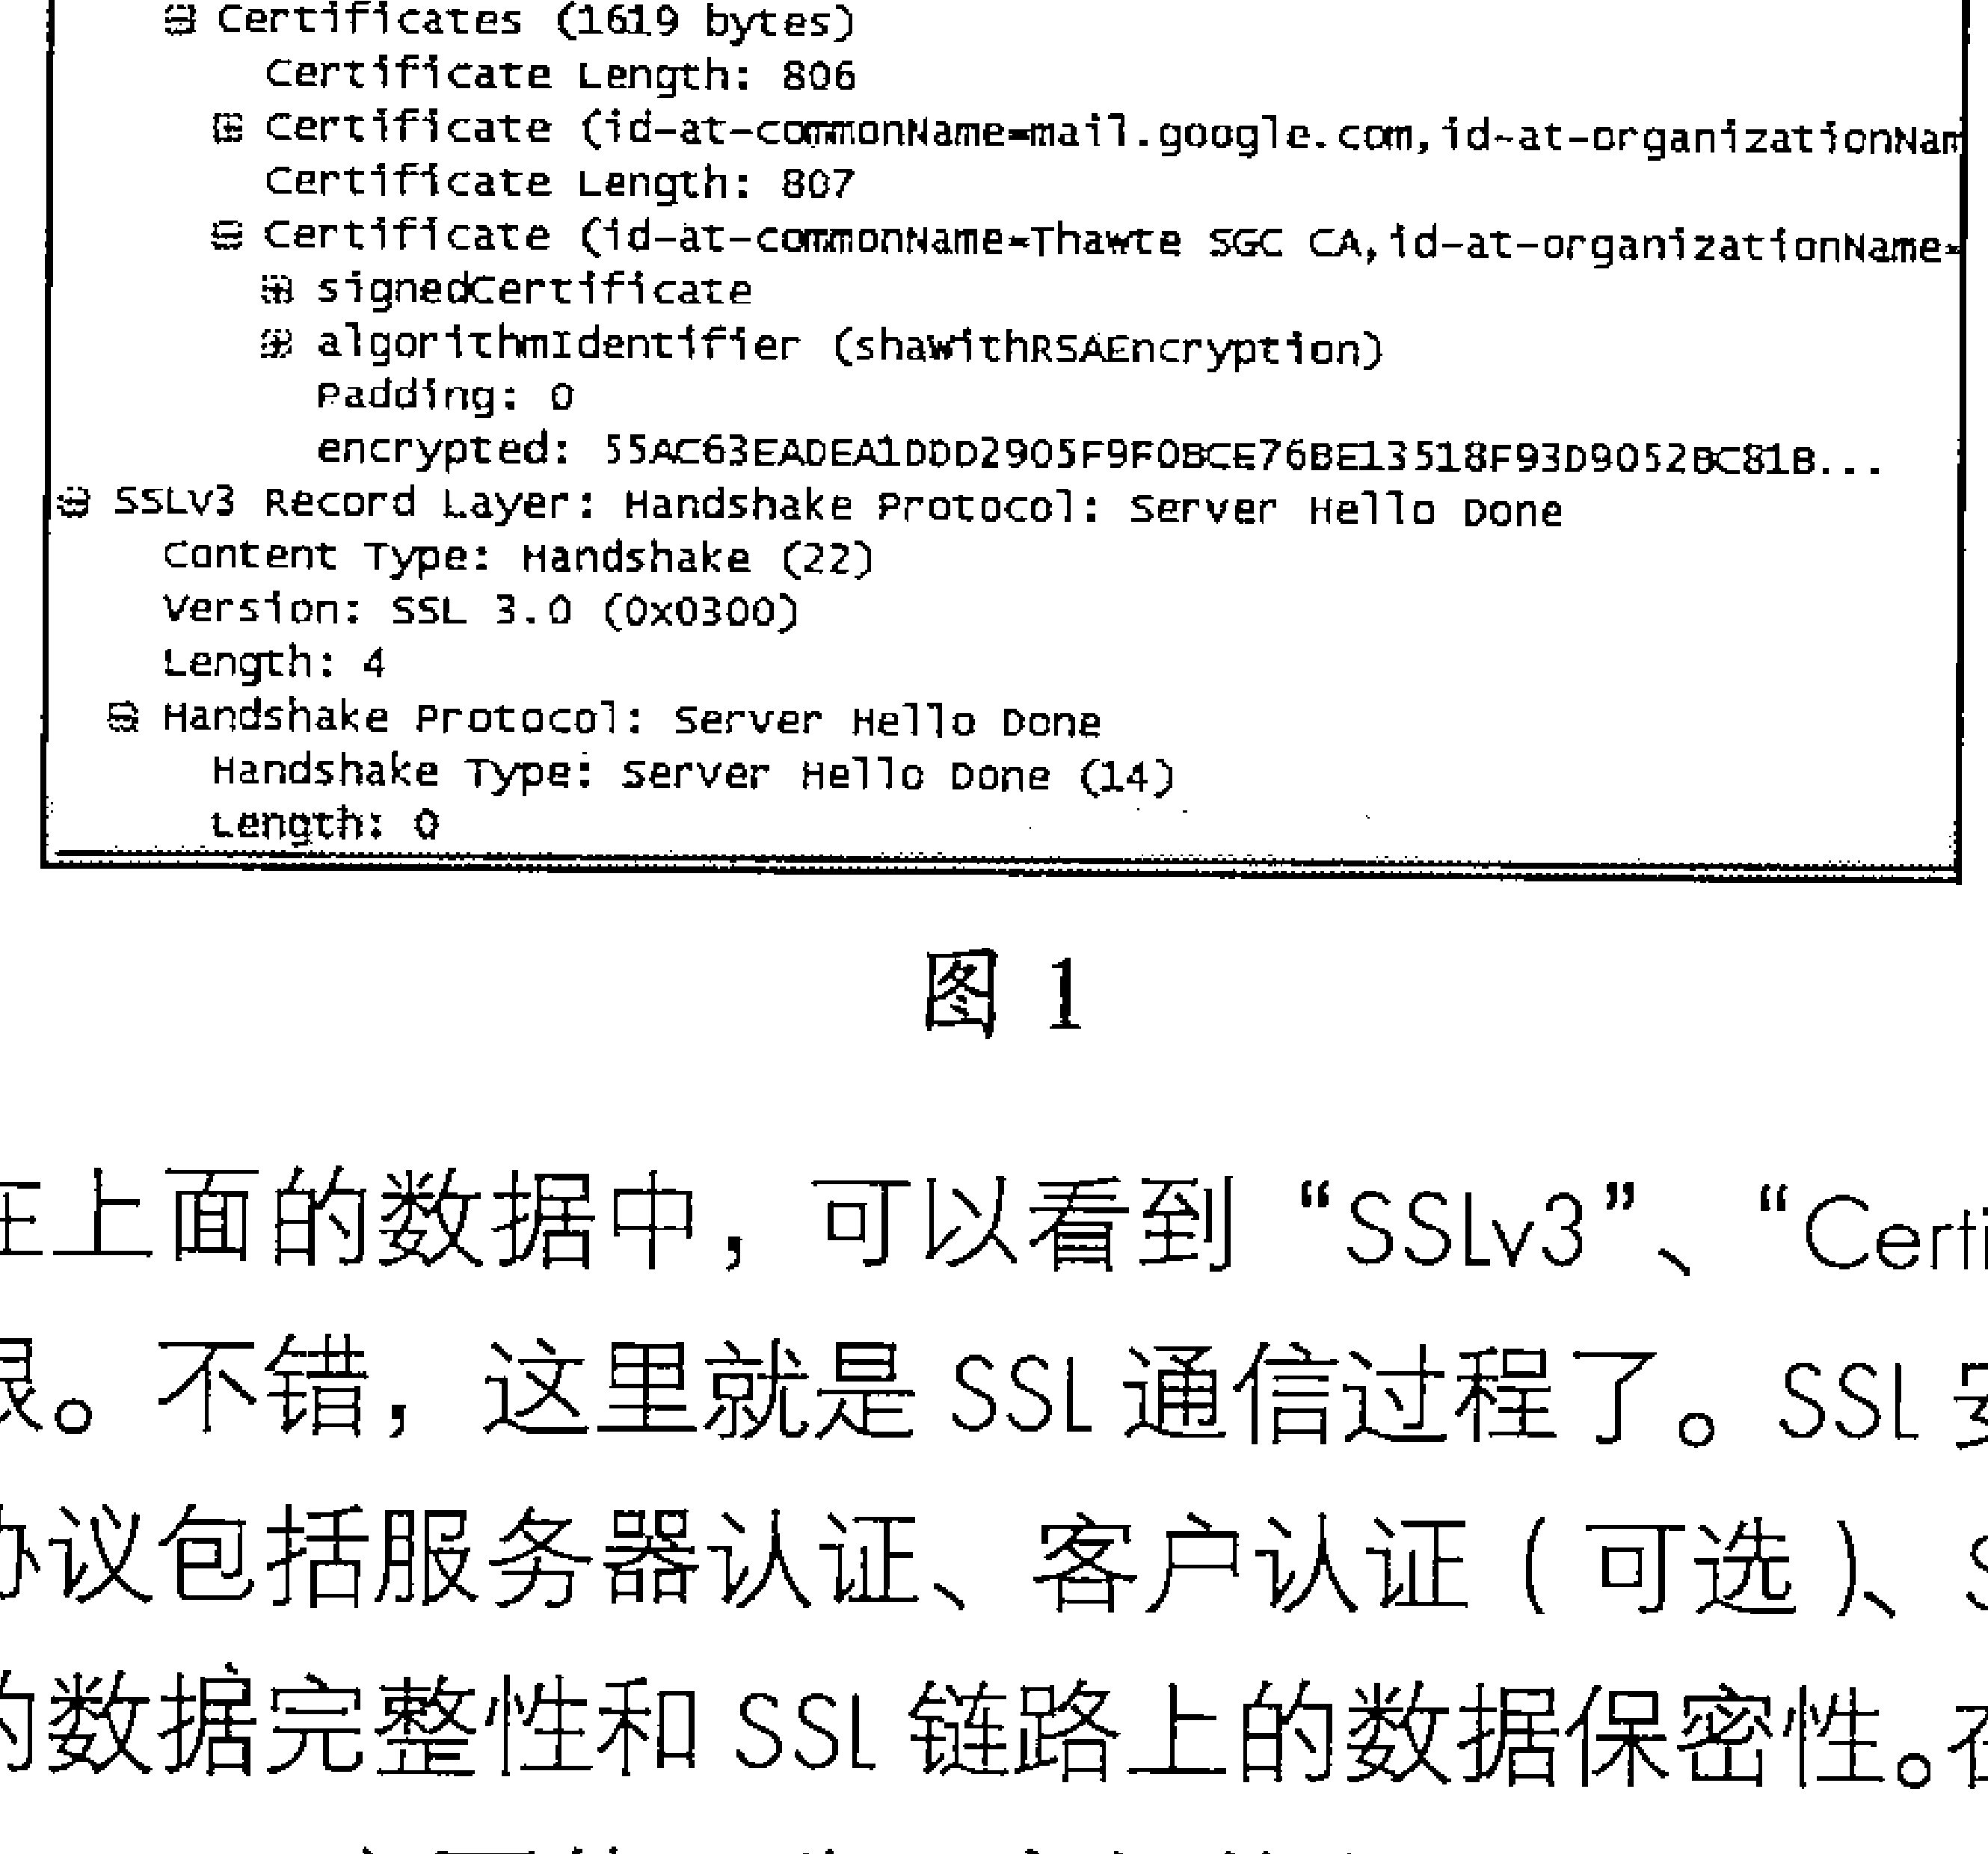 Certificates (1619 bytes)
Certificate Length: 806
Certificate (id-at-commonName=mail.google.com,id-at-organizationNam
Certificate Length: 807
Certificate (id-at-commonName=Thawte SGC CA,id-at-organizationName=
signedCertificate
algorithmIdentifier (shaWithRSAEncryption)
Padding: 0
encrypted: 55AC63EADEA1DDD2905F9F0BCE76BE13518F93D9052BC81B...
SSLv3 Record Layer: Handshake Protocol: Server Hello Done
Content Type: Handshake (22)
Version: SSL 3.0 (0x0300)
Length: 4
Handshake Protocol: Server Hello Done
Handshake Type: Server Hello Done (14)
Length: 0
图 1
在上面的数据中，可以看到“SSLv3”、“Certi
。不错，这里就是 SSL 通信过程了。SSL 安
协议包括服务器认证、客户认证（可选）、S
的数据完整性和 SSL 链路上的数据保密性。在